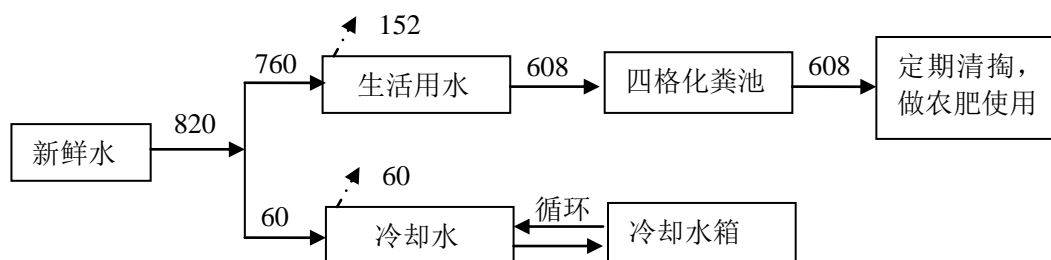 152
760
生活用水
608
四格化粪池
608
定期清掏，
做农肥使用
新鲜水
820
60
60
冷却水
循环
冷却水箱